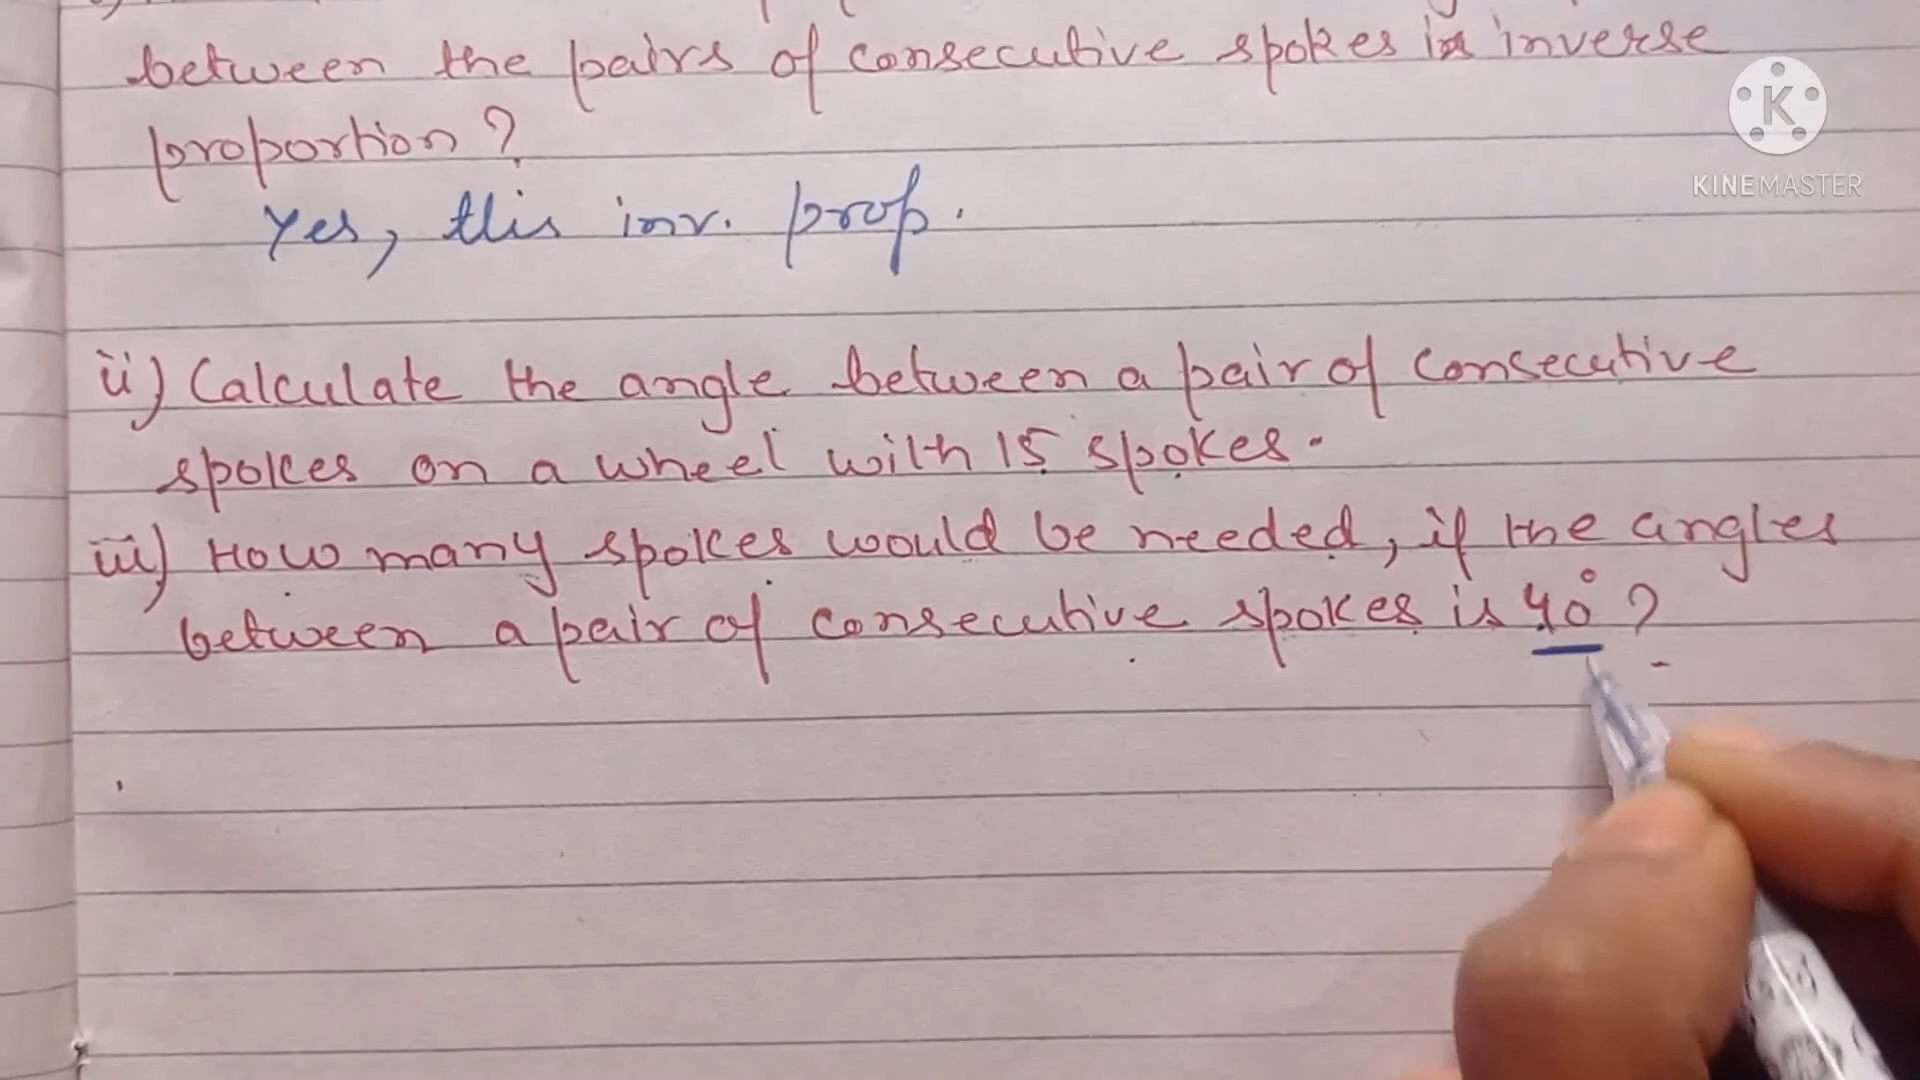 between the pairs of consecutive spokes in inverse
proportion?
Yes, this inv. prop.
ii) Calculate the angle between a pair of consecutive
spokes on a wheel with 15 spokes.
iii) How many spokes would be needed, if the angles
between a pair of consecutive spokes is 40° ?
K
KINEMASTER